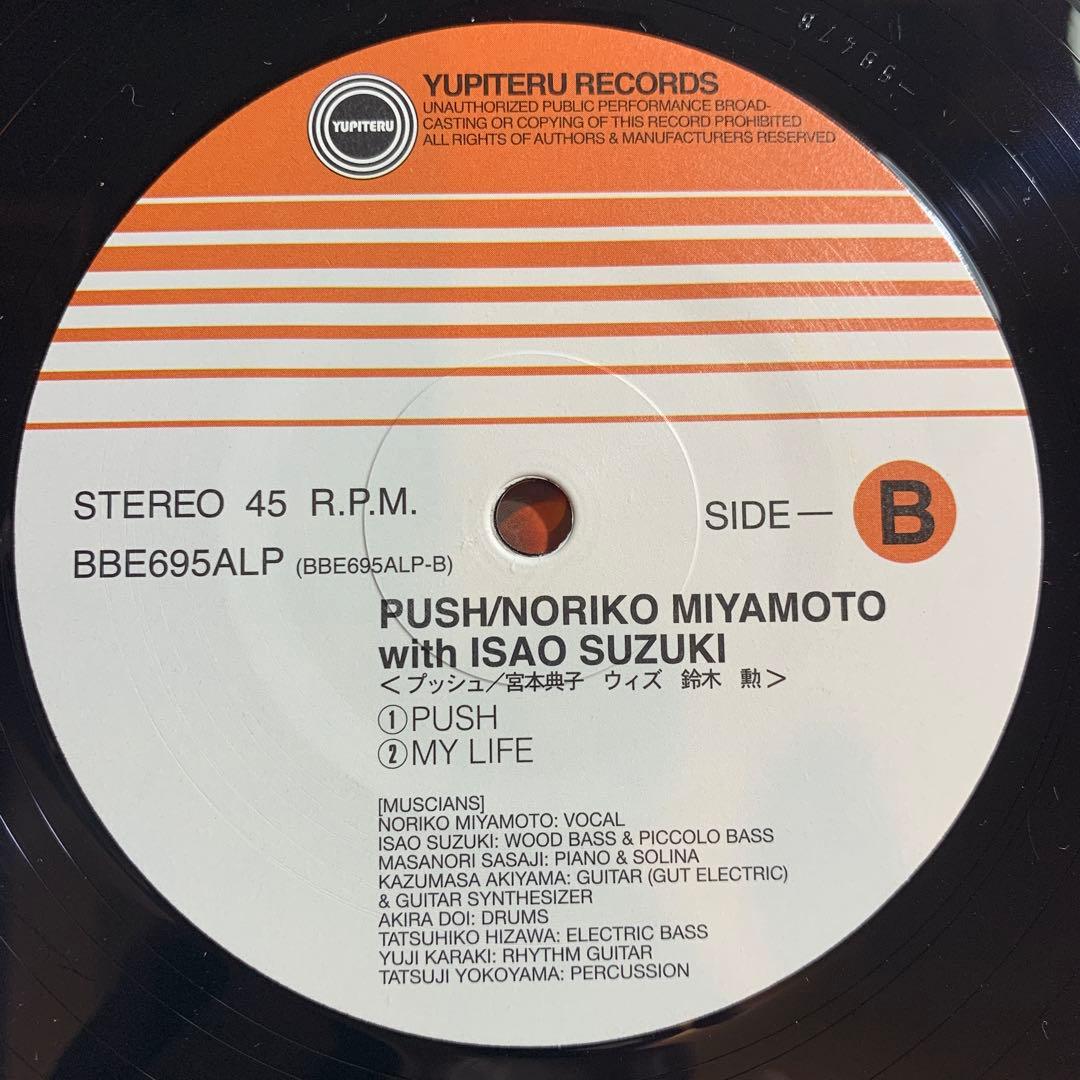 YUPITERU
YUPITERU RECORDS
UNAUTHORIZED PUBLIC PERFORMANCE BROAD-
CASTING OR COPYING OF THIS RECORD PROHIBITED
ALL RIGHTS OF AUTHORS & MANUFACTURERS RESERVED
STEREO 45 R.P.M.
SIDE — B
BBE695ALP (BBE695ALP-B)
PUSH/NORIKO MIYAMOTO
with ISAO SUZUKI
<プッシュ／宮本典子 ウィズ 鈴木 勲>
①PUSH
②MY LIFE
[MUSCIANS]
NORIKO MIYAMOTO: VOCAL
ISAO SUZUKI: WOOD BASS & PICCOLO BASS
MASANORI SASAJI: PIANO & SOLINA
KAZUMASA AKIYAMA: GUITAR (GUT ELECTRIC)
& GUITAR SYNTHESIZER
AKIRA DOI: DRUMS
TATSUHIKO HIZAWA: ELECTRIC BASS
YUJI KARAKI: RHYTHM GUITAR
TATSUJI YOKOYAMA: PERCUSSION